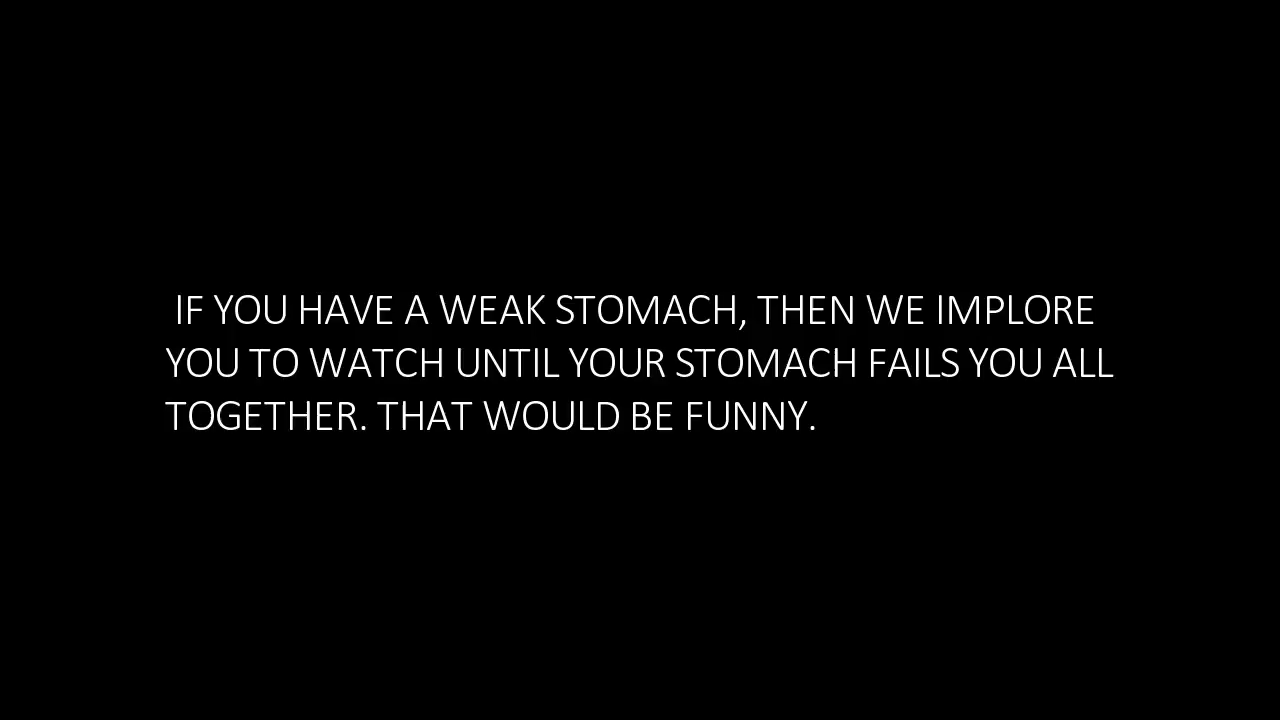 IF YOU HAVE A WEAK STOMACH, THEN WE IMPLORE
YOU TO WATCH UNTIL YOUR STOMACH FAILS YOU ALL
TOGETHER. THAT WOULD BE FUNNY.